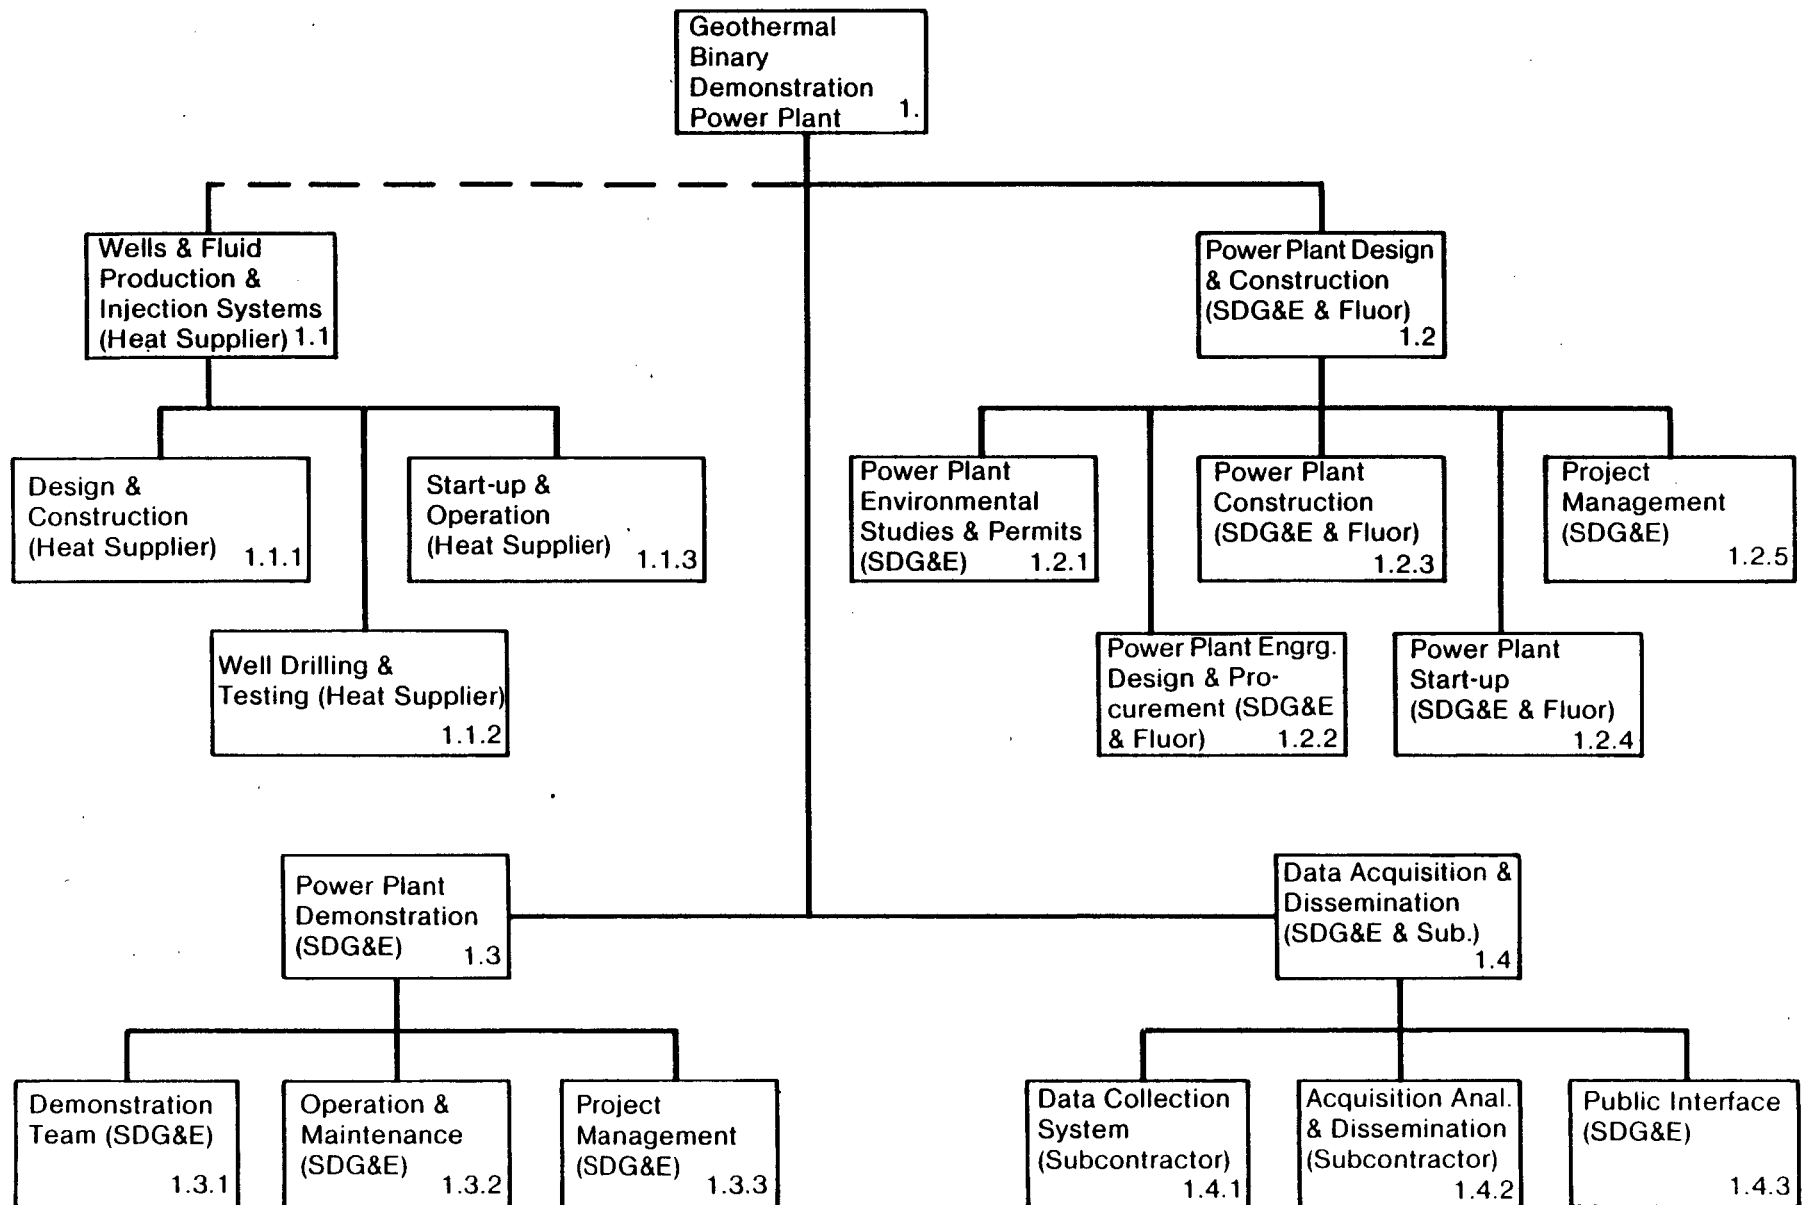 Geothermal
Binary
Demonstration
Power Plant 1.
Wells & Fluid
Production &
Injection Systems
(Heat Supplier) 1.1
Power Plant Design
& Construction
(SDG&E & Fluor)
1.2
Design &
Construction
(Heat Supplier)
1.1.1
Start-up &
Operation
(Heat Supplier)
1.1.3
Power Plant
Environmental
Studies & Permits
(SDG&E) 1.2.1
Power Plant
Construction
(SDG&E & Fluor)
1.2.3
Project
Management
(SDG&E)
1.2.5
Well Drilling &
Testing (Heat Supplier)
1.1.2
Power Plant Engrg.
Design & Pro-
curement (SDG&E
& Fluor) 1.2.2
Power Plant
Start-up
(SDG&E & Fluor)
1.2.4
Power Plant
Demonstration
(SDG&E)
1.3
Data Acquisition &
Dissemination
(SDG&E & Sub.)
1.4
Demonstration
Team (SDG&E)
1.3.1
Operation &
Maintenance
(SDG&E)
1.3.2
Project
Management
(SDG&E)
1.3.3
Data Collection
System
(Subcontractor)
1.4.1
Acquisition Anal.
& Dissemination
(Subcontractor)
1.4.2
Public Interface
(SDG&E)
1.4.3